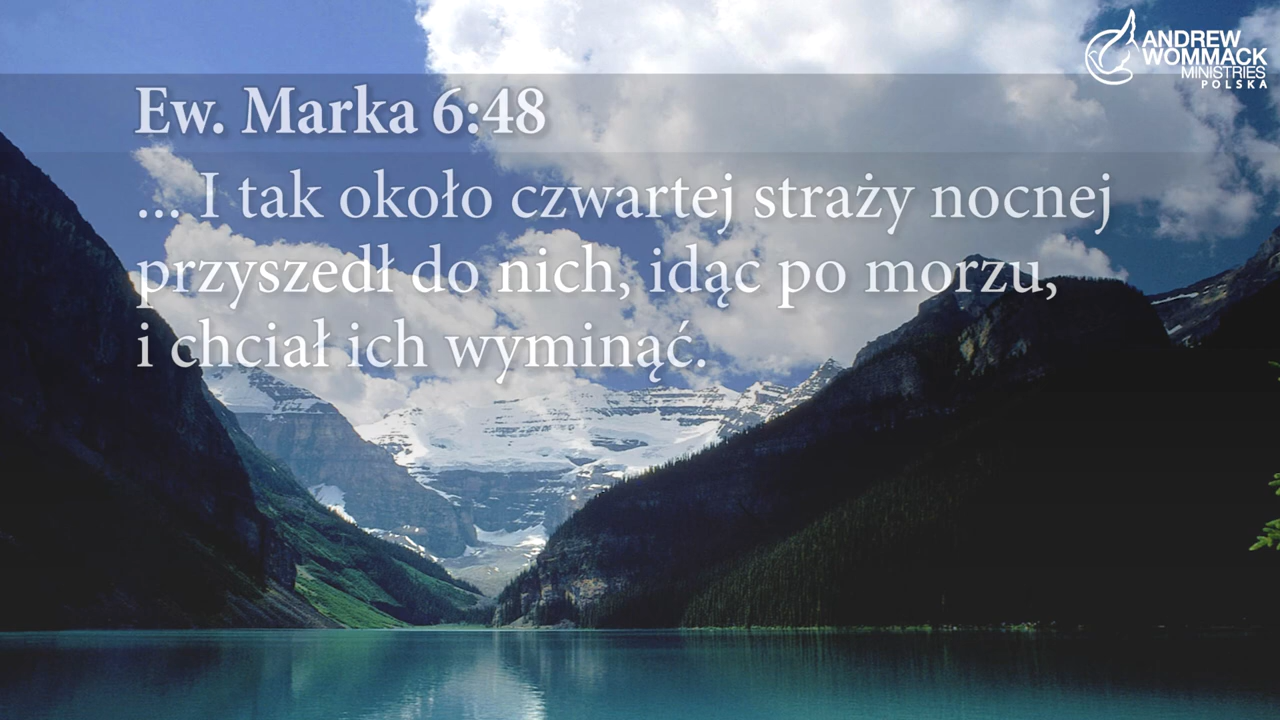 ANDREW
WOMMACK
MINISTRIES
POLSKA
Ew. Marka 6:48
... I tak około czwartej straży nocnej
przyszedł do nich, idąc po morzu,
i chciał ich wyminąć.